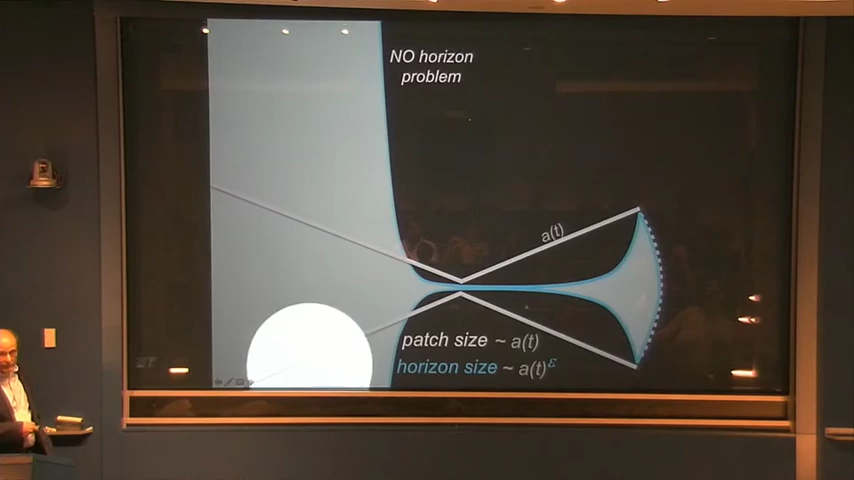 NO horizon
problem
a(t)
patch size ~ a(t)
horizon size ~ a(t)^ε